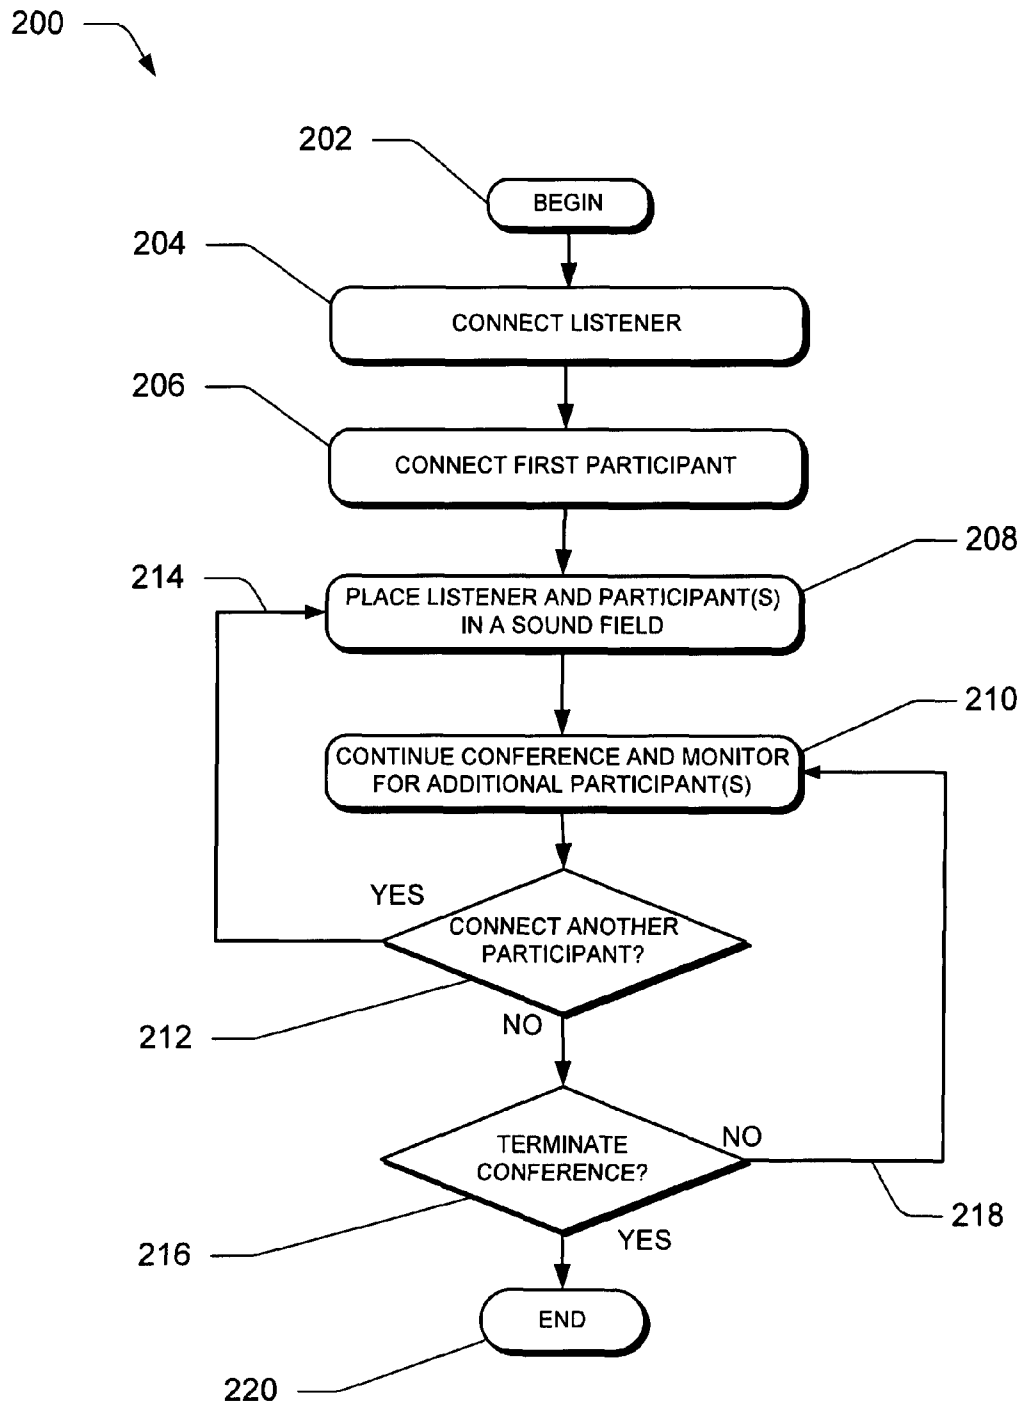 200
202
BEGIN
204
CONNECT LISTENER
206
CONNECT FIRST PARTICIPANT
208
214
PLACE LISTENER AND PARTICIPANT(S)
IN A SOUND FIELD
210
CONTINUE CONFERENCE AND MONITOR
FOR ADDITIONAL PARTICIPANT(S)
YES
CONNECT ANOTHER
PARTICIPANT?
212
NO
TERMINATE
CONFERENCE?
NO
218
216
YES
END
220